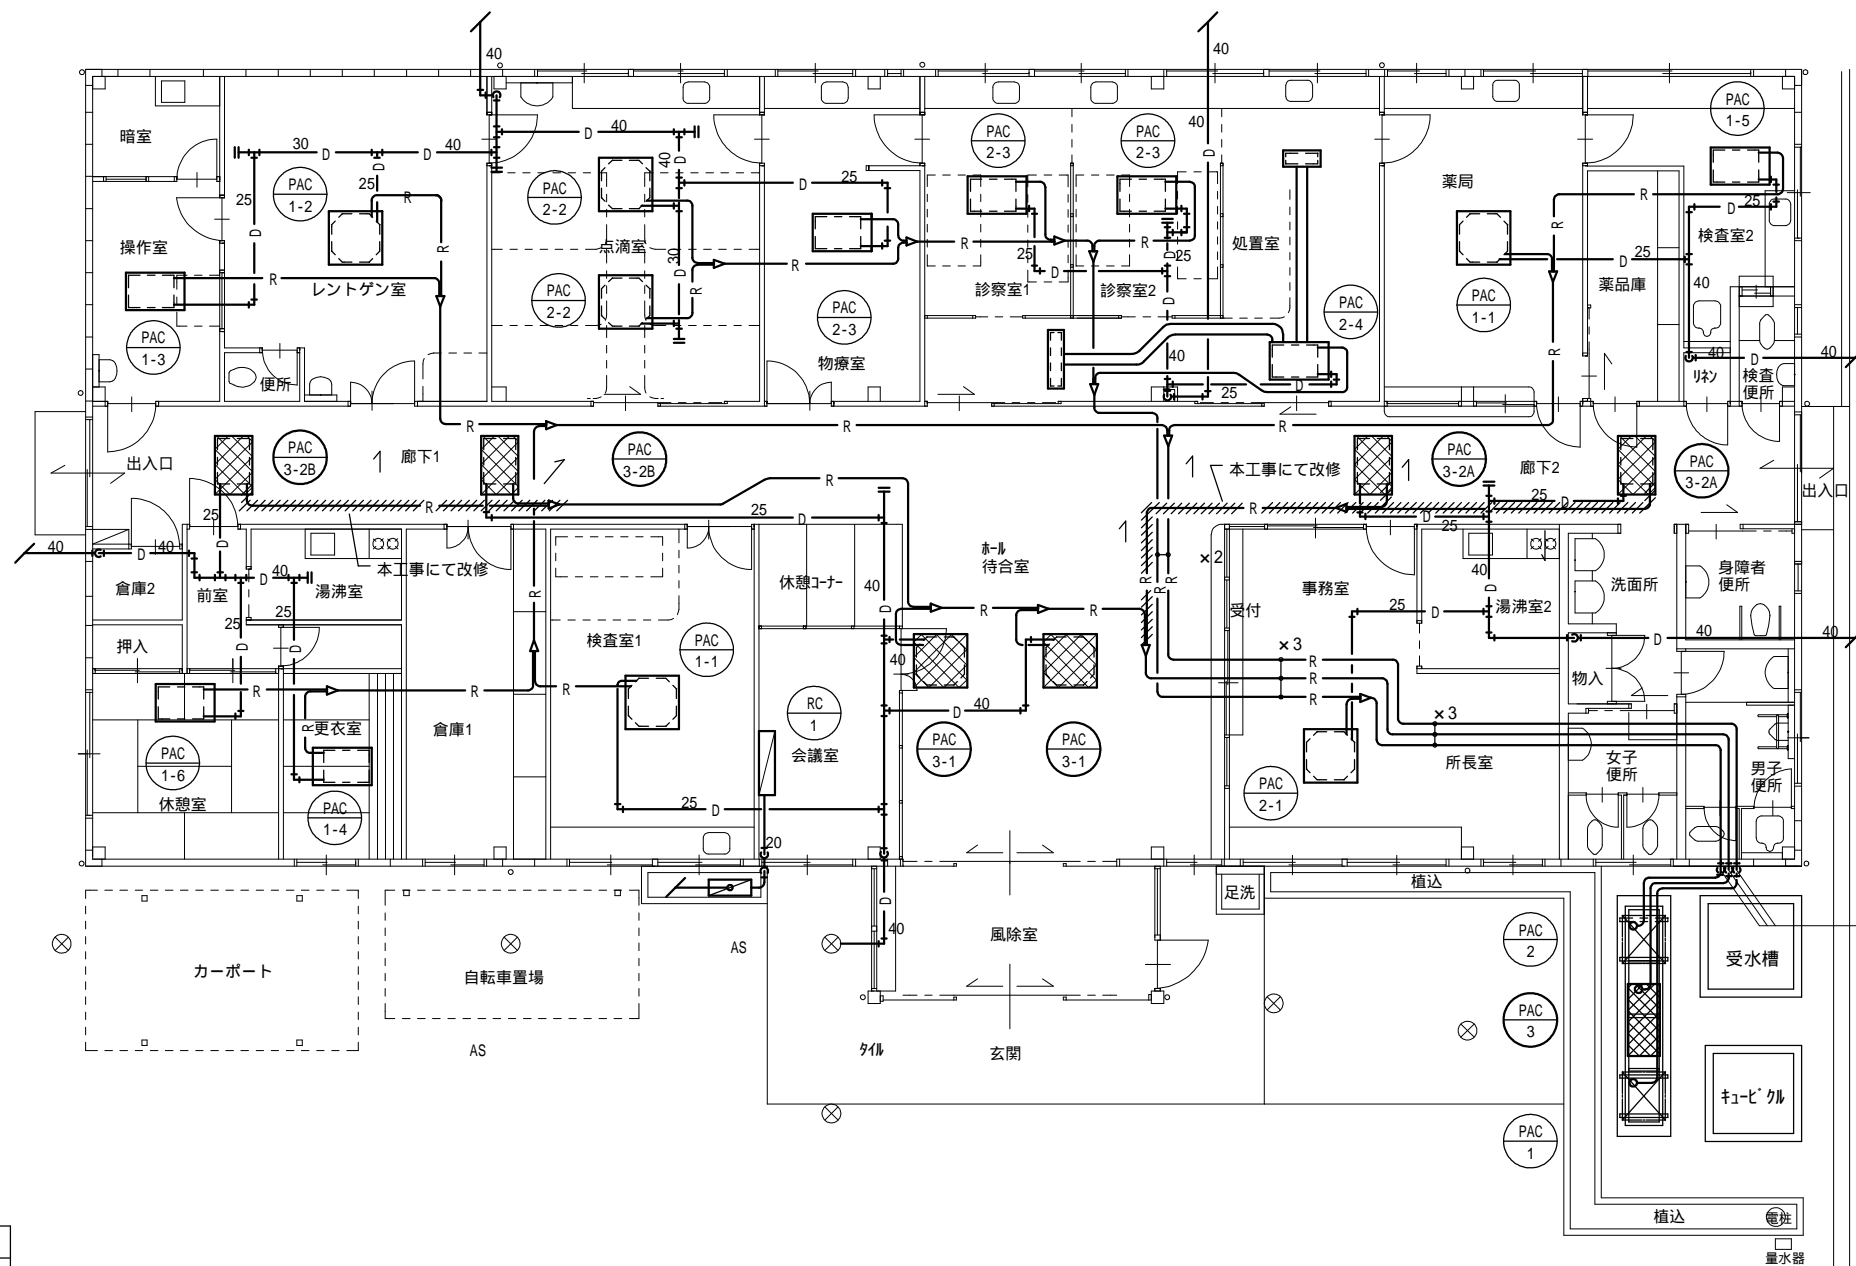 40
40
暗室
30
D
D
40
D
40
40
D
25
D
PAC
1-2
25
R
D
PAC
2-2
D
25
PAC
2-3
PAC
2-3
40
D
PAC
1-5
操作室
D
R
R
点滴室
30
D
R
R
R
R
25
D
25
D
D
処置室
薬局
R
R
R
検査室2
25
レントゲン室
PAC
2-2
R
診察室1
診察室2
D
25
薬品庫
40
PAC
1-3
PAC
2-3
物療室
PAC
2-4
PAC
1-1
R
便所
40
D
25
40
D
40
リネン
検査
便所
R
R
R
出入口
PAC
3-2B
廊下1
PAC
3-2B
本工事にて改修
PAC
3-2A
廊下2
PAC
3-2A
出入口
25
R
R
25
D
R
25
D
25
40
D
40
D
倉庫2
前室
D
40
湯沸室
本工事にて改修
25
25
D
D
押入
R
検査室1
PAC
1-1
休憩コーナー
40
D
ホール
待合室
R
R
R
R
×2
事務室
受付
25
D
40
D
湯沸室2
洗面所
身障者
便所
D
40
40
40
×3
R
R
R
物入
R
R
R
更衣室
R
倉庫1
RC
1
会議室
D
40
PAC
3-1
PAC
3-1
×3
所長室
PAC
1-6
休憩室
PAC
1-4
25
D
20
PAC
2-1
女子
便所
男子
便所
足洗
植込
カーポート
自転車置場
AS
D
40
風除室
PAC
2
受水槽
AS
タイル
玄関
PAC
3
キュービクル
PAC
1
植込
電柱
量水器